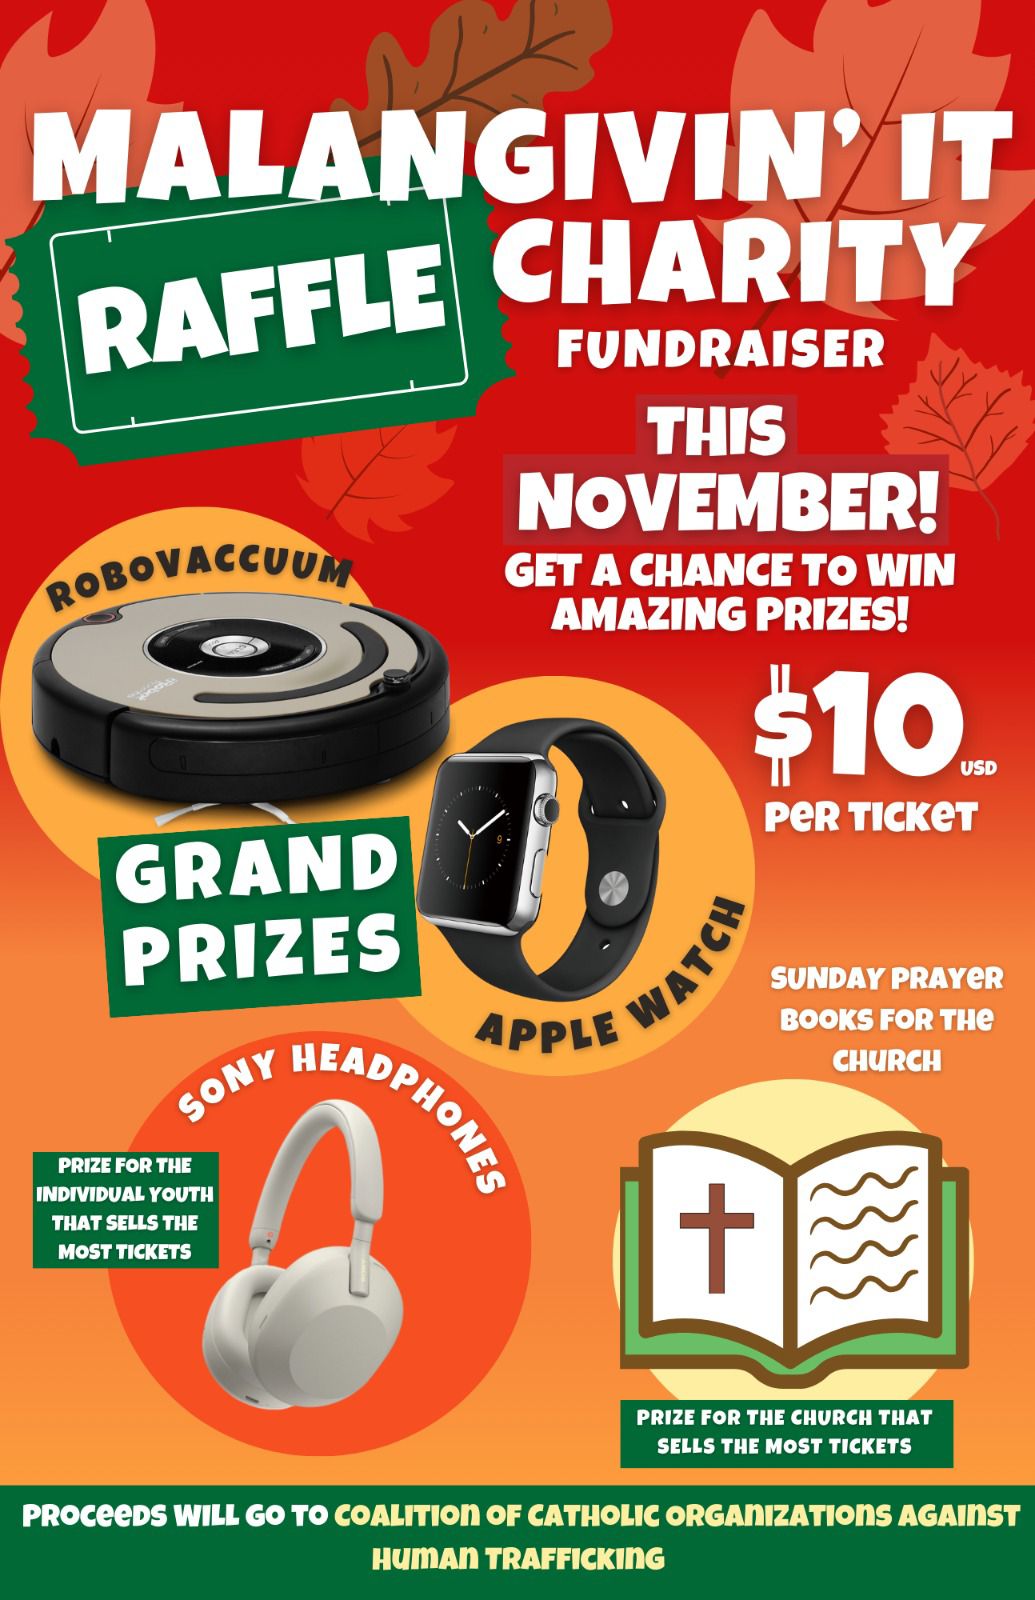 MALANGIVIN' IT
RAFFLE
CHARITY
FUNDRAISER
THIS
NOVEMBER!
GET A CHANCE TO WIN
AMAZING PRIZES!
$10 USD
PER TICKET
ROBOVACCUUM
GRAND
PRIZES
APPLE WATCH
SUNDAY PRAYER
BOOKS FOR THE
CHURCH
SONY HEADPHONES
PRIZE FOR THE
INDIVIDUAL YOUTH
THAT SELLS THE
MOST TICKETS
PRIZE FOR THE CHURCH THAT
SELLS THE MOST TICKETS
PROCEEDS WILL GO TO COALITION OF CATHOLIC ORGANIZATIONS AGAINST
HUMAN TRAFFICKING